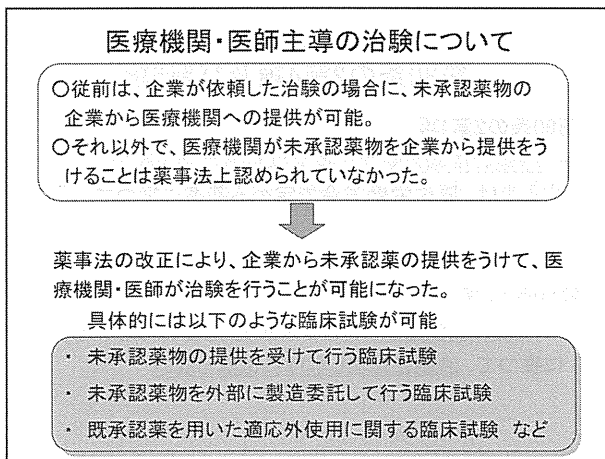 医療機関・医師主導の治験について
○従前は、企業が依頼した治験の場合に、未承認薬物の
企業から医療機関への提供が可能。
○それ以外で、医療機関が未承認薬物を企業から提供をう
けることは薬事法上認められていなかった。
薬事法の改正により、企業から未承認薬の提供をうけて、医
療機関・医師が治験を行うことが可能になった。
具体的には以下のような臨床試験が可能
・ 未承認薬物の提供を受けて行う臨床試験
・ 未承認薬物を外部に製造委託して行う臨床試験
・ 既承認薬を用いた適応外使用に関する臨床試験 など